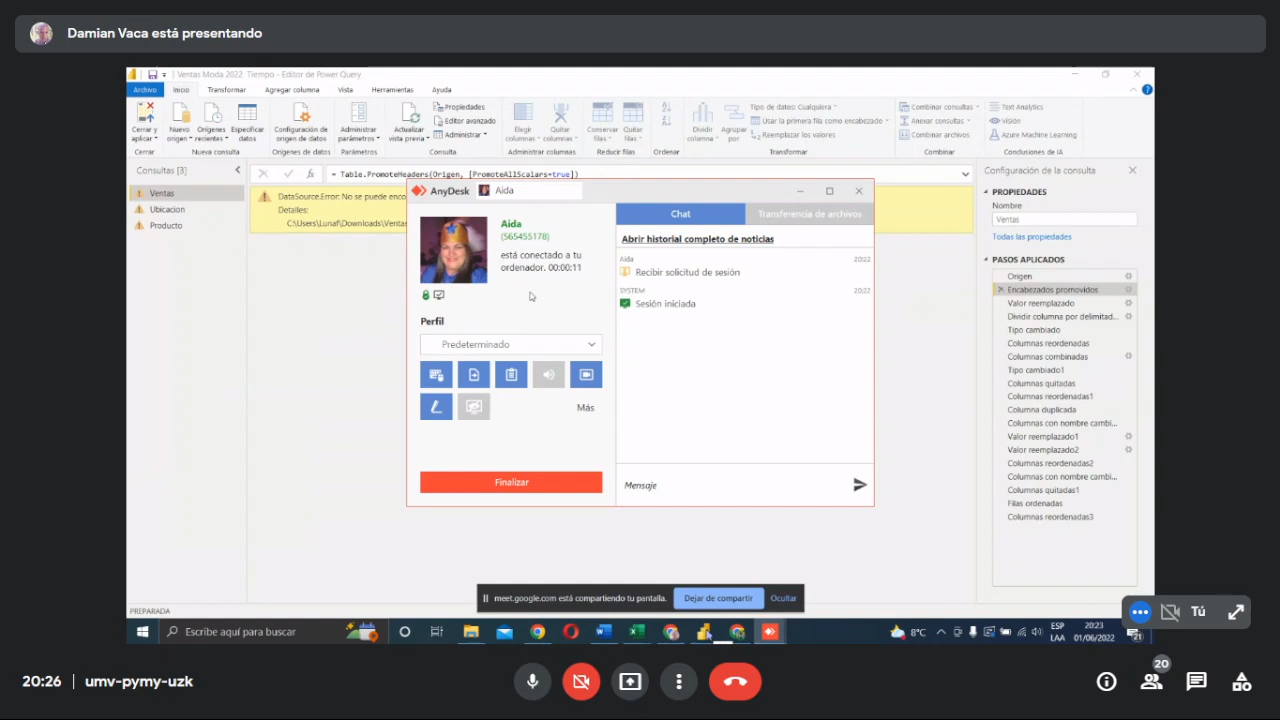 Damian Vaca está presentando
Ventas Moda 2022 Tiempo - Editor de Power Query
Archivo Inicio Transformar Agregar columna Vista Herramientas Ayuda
Cerrar y aplicar
Nuevo origen
Orígenes recientes
Especificar datos
Configuración de origen de datos
Administrar parámetros
Actualizar vista previa
Propiedades
Editor avanzado
Administrar
Elegir columnas
Quitar columnas
Conservar filas
Quitar filas
Dividir columna
Agrupar por
Tipo de datos: Cualquiera
Usar la primera fila como encabezado
Reemplazar los valores
Combinar consultas
Anexar consultas
Combinar archivos
Text Analytics
Visión
Azure Machine Learning
Cerrar Nueva consulta Orígenes de datos Parámetros Consulta Administrar columnas Reducir filas Ordenar Transformar Combinar Conclusiones de IA
Consultas [3]
Ventas
Ubicacion
Producto
= Table.PromoteHeaders(Origen, [PromoteAllScalars=true])
DataSource.Error: No se puede enco
Detalles:
C:\Users\Lunaf\Downloads\Ventas
AnyDesk Aida
Aida
(565455178)
está conectado a tu
ordenador. 00:00:11
Perfil
Predeterminado
Más
Finalizar
Chat Transferencia de archivos
Abrir historial completo de noticias
Aida 20:22
Recibir solicitud de sesión
SYSTEM 20:22
Sesión iniciada
Mensaje
Configuración de la consulta
PROPIEDADES
Nombre
Ventas
Todas las propiedades
PASOS APLICADOS
Origen
Encabezados promovidos
Valor reemplazado
Dividir columna por delimitad...
Tipo cambiado
Columnas reordenadas
Columnas combinadas
Tipo cambiado1
Columnas quitadas
Columnas reordenadas1
Columna duplicada
Columnas con nombre cambi...
Valor reemplazado1
Valor reemplazado2
Columnas reordenadas2
Columnas con nombre cambi...
Columnas quitadas1
Filas ordenadas
Columnas reordenadas3
meet.google.com está compartiendo tu pantalla. Dejar de compartir Ocultar
PREPARADA
Tú
Escribe aquí para buscar
8°C
ESP
LAA
20:23
01/06/2022
21
20:26 | umv-pymy-uzk
20